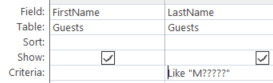 Field: FirstName LastName
Table: Guests Guests
Sort:
Show:
Criteria: Like "M?????"